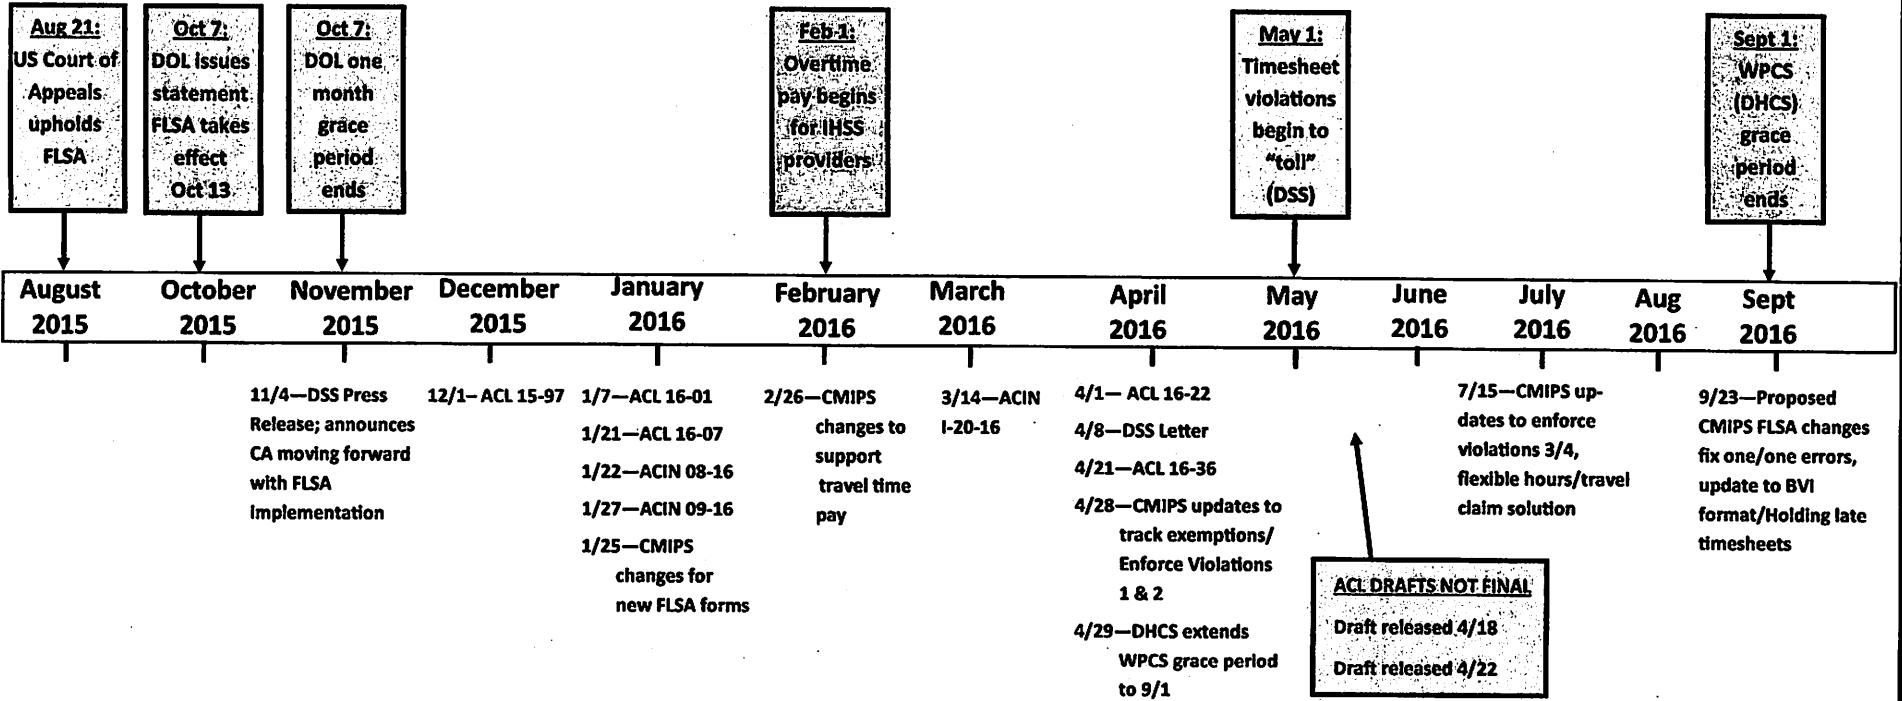 Aug 21:
US Court of
Appeals
upholds
FLSA
Oct 7:
DOL issues
statement
FLSA takes
effect
Oct 13
Oct 7:
DOL one
month
grace
period
ends
Feb 1:
Overtime
pay begins
for IHSS
providers
May 1:
Timesheet
violations
begin to
“toll”
(DSS)
Sept 1:
WPCS
(DHCS)
grace
period
ends
August
2015
October
2015
November
2015
December
2015
January
2016
February
2016
March
2016
April
2016
May
2016
June
2016
July
2016
Aug
2016
Sept
2016
11/4—DSS Press
Release; announces
CA moving forward
with FLSA
implementation
12/1– ACL 15-97
1/7—ACL 16-01
1/21—ACL 16-07
1/22—ACIN 08-16
1/27—ACIN 09-16
1/25—CMIPS
changes for
new FLSA forms
2/26—CMIPS
changes to
support
travel time
pay
3/14—ACIN
I-20-16
4/1— ACL 16-22
4/8—DSS Letter
4/21—ACL 16-36
4/28—CMIPS updates to
track exemptions/
Enforce Violations
1 & 2
4/29—DHCS extends
WPCS grace period
to 9/1
ACL DRAFTS NOT FINAL
Draft released 4/18
Draft released 4/22
7/15—CMIPS up-
dates to enforce
violations 3/4,
flexible hours/travel
claim solution
9/23—Proposed
CMIPS FLSA changes
fix one/one errors,
update to BVI
format/Holding late
timesheets